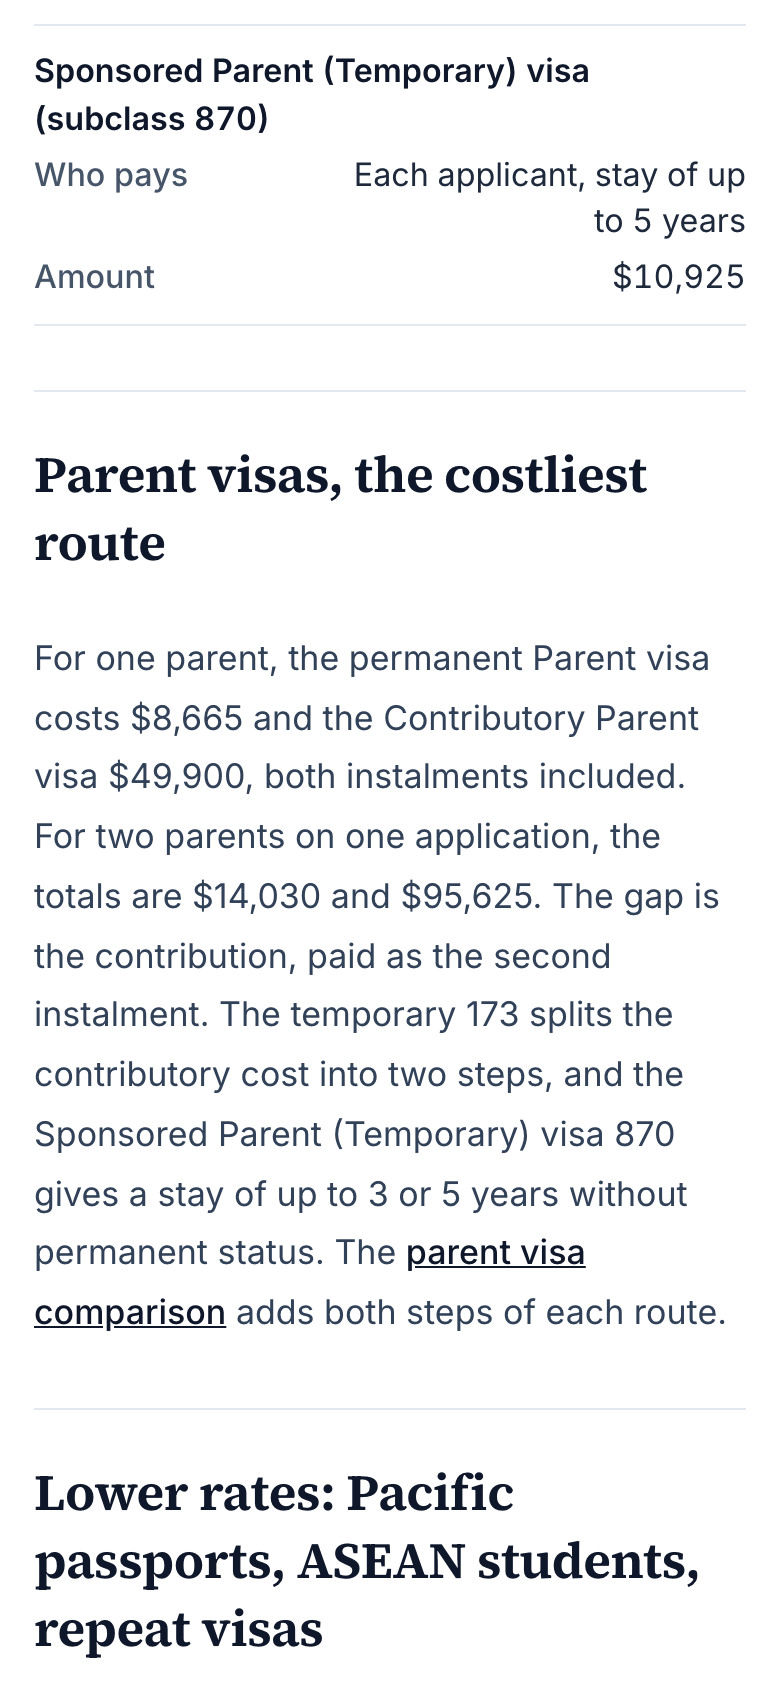 Sponsored Parent (Temporary) visa
(subclass 870)
Who pays Each applicant, stay of up
to 5 years
Amount $10,925
Parent visas, the costliest
route
For one parent, the permanent Parent visa
costs $8,665 and the Contributory Parent
visa $49,900, both instalments included.
For two parents on one application, the
totals are $14,030 and $95,625. The gap is
the contribution, paid as the second
instalment. The temporary 173 splits the
contributory cost into two steps, and the
Sponsored Parent (Temporary) visa 870
gives a stay of up to 3 or 5 years without
permanent status. The parent visa
comparison adds both steps of each route.
Lower rates: Pacific
passports, ASEAN students,
repeat visas